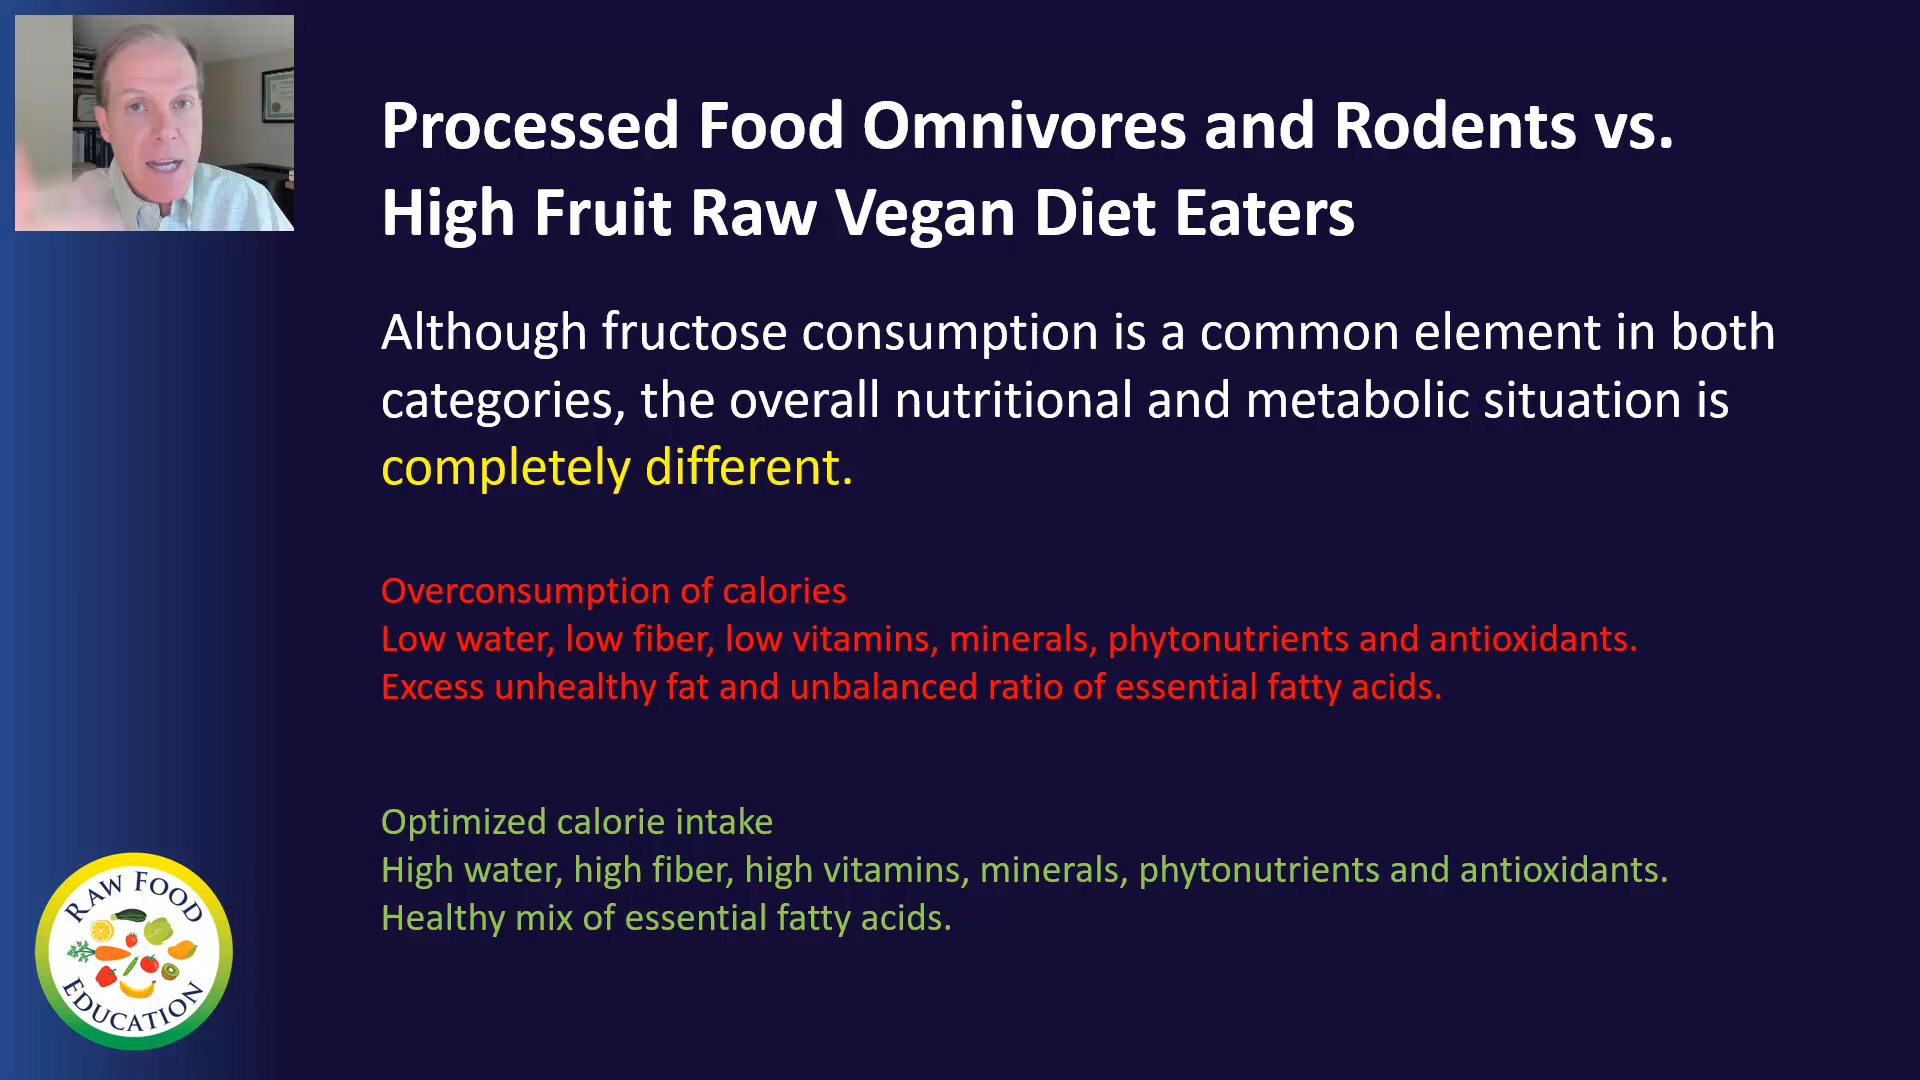 Processed Food Omnivores and Rodents vs.
High Fruit Raw Vegan Diet Eaters
Although fructose consumption is a common element in both
categories, the overall nutritional and metabolic situation is
completely different.
Overconsumption of calories
Low water, low fiber, low vitamins, minerals, phytonutrients and antioxidants.
Excess unhealthy fat and unbalanced ratio of essential fatty acids.
Optimized calorie intake
High water, high fiber, high vitamins, minerals, phytonutrients and antioxidants.
Healthy mix of essential fatty acids.
RAW FOOD
EDUCATION